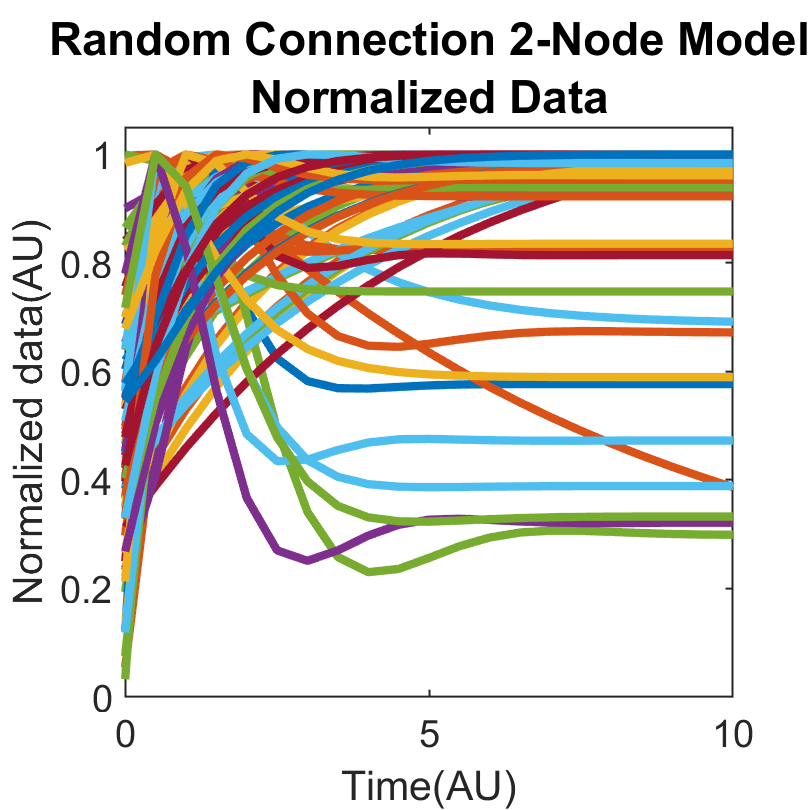 Random Connection 2-Node Model
Normalized Data
1
0.8
0.6
0.4
0.2
0
0
5
10
Normalized data(AU)
Time(AU)